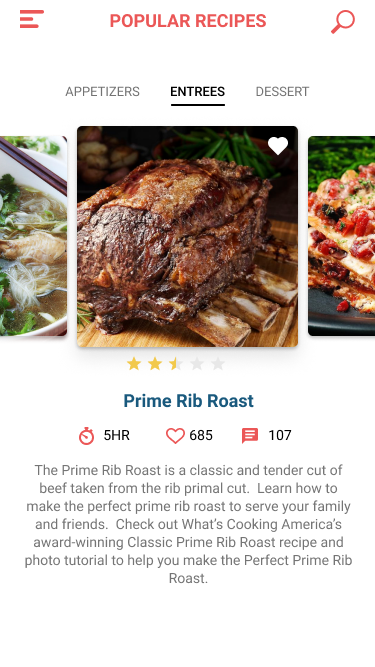 POPULAR RECIPES
APPETIZERS ENTREES DESSERT
Prime Rib Roast
5HR 685 107
The Prime Rib Roast is a classic and tender cut of
beef taken from the rib primal cut.  Learn how to
make the perfect prime rib roast to serve your family
and friends.  Check out What's Cooking America's
award-winning Classic Prime Rib Roast recipe and
photo tutorial to help you make the Perfect Prime Rib
Roast.